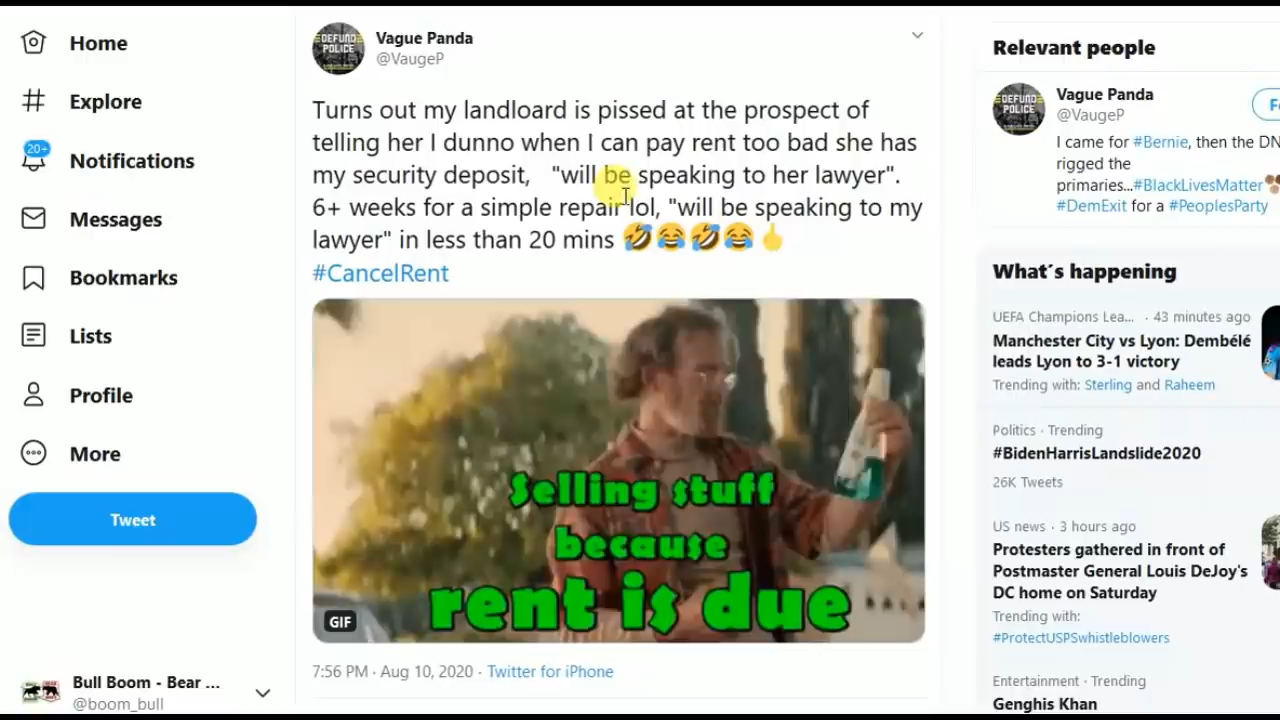 Home
Explore
20+
Notifications
Messages
Bookmarks
Lists
Profile
More
Tweet
Bull Boom - Bear ...
@boom_bull
DEFUND
POLICE
Vague Panda
@VaugeP
Turns out my landloard is pissed at the prospect of
telling her I dunno when I can pay rent too bad she has
my security deposit, "will be speaking to her lawyer".
6+ weeks for a simple repair lol, "will be speaking to my
lawyer" in less than 20 mins 🤣😂🤣😂🖕
#CancelRent
Selling stuff
because
rent is due
GIF
7:56 PM · Aug 10, 2020 · Twitter for iPhone
Relevant people
DEFUND
POLICE
Vague Panda
@VaugeP
I came for #Bernie, then the DN
rigged the
primaries...#BlackLivesMatter
#DemExit for a #PeoplesParty
What's happening
UEFA Champions Lea... · 43 minutes ago
Manchester City vs Lyon: Dembélé
leads Lyon to 3-1 victory
Trending with: Sterling and Raheem
Politics · Trending
#BidenHarrisLandslide2020
26K Tweets
US news · 3 hours ago
Protesters gathered in front of
Postmaster General Louis DeJoy's
DC home on Saturday
Trending with:
#ProtectUSPSwhistleblowers
Entertainment · Trending
Genghis Khan